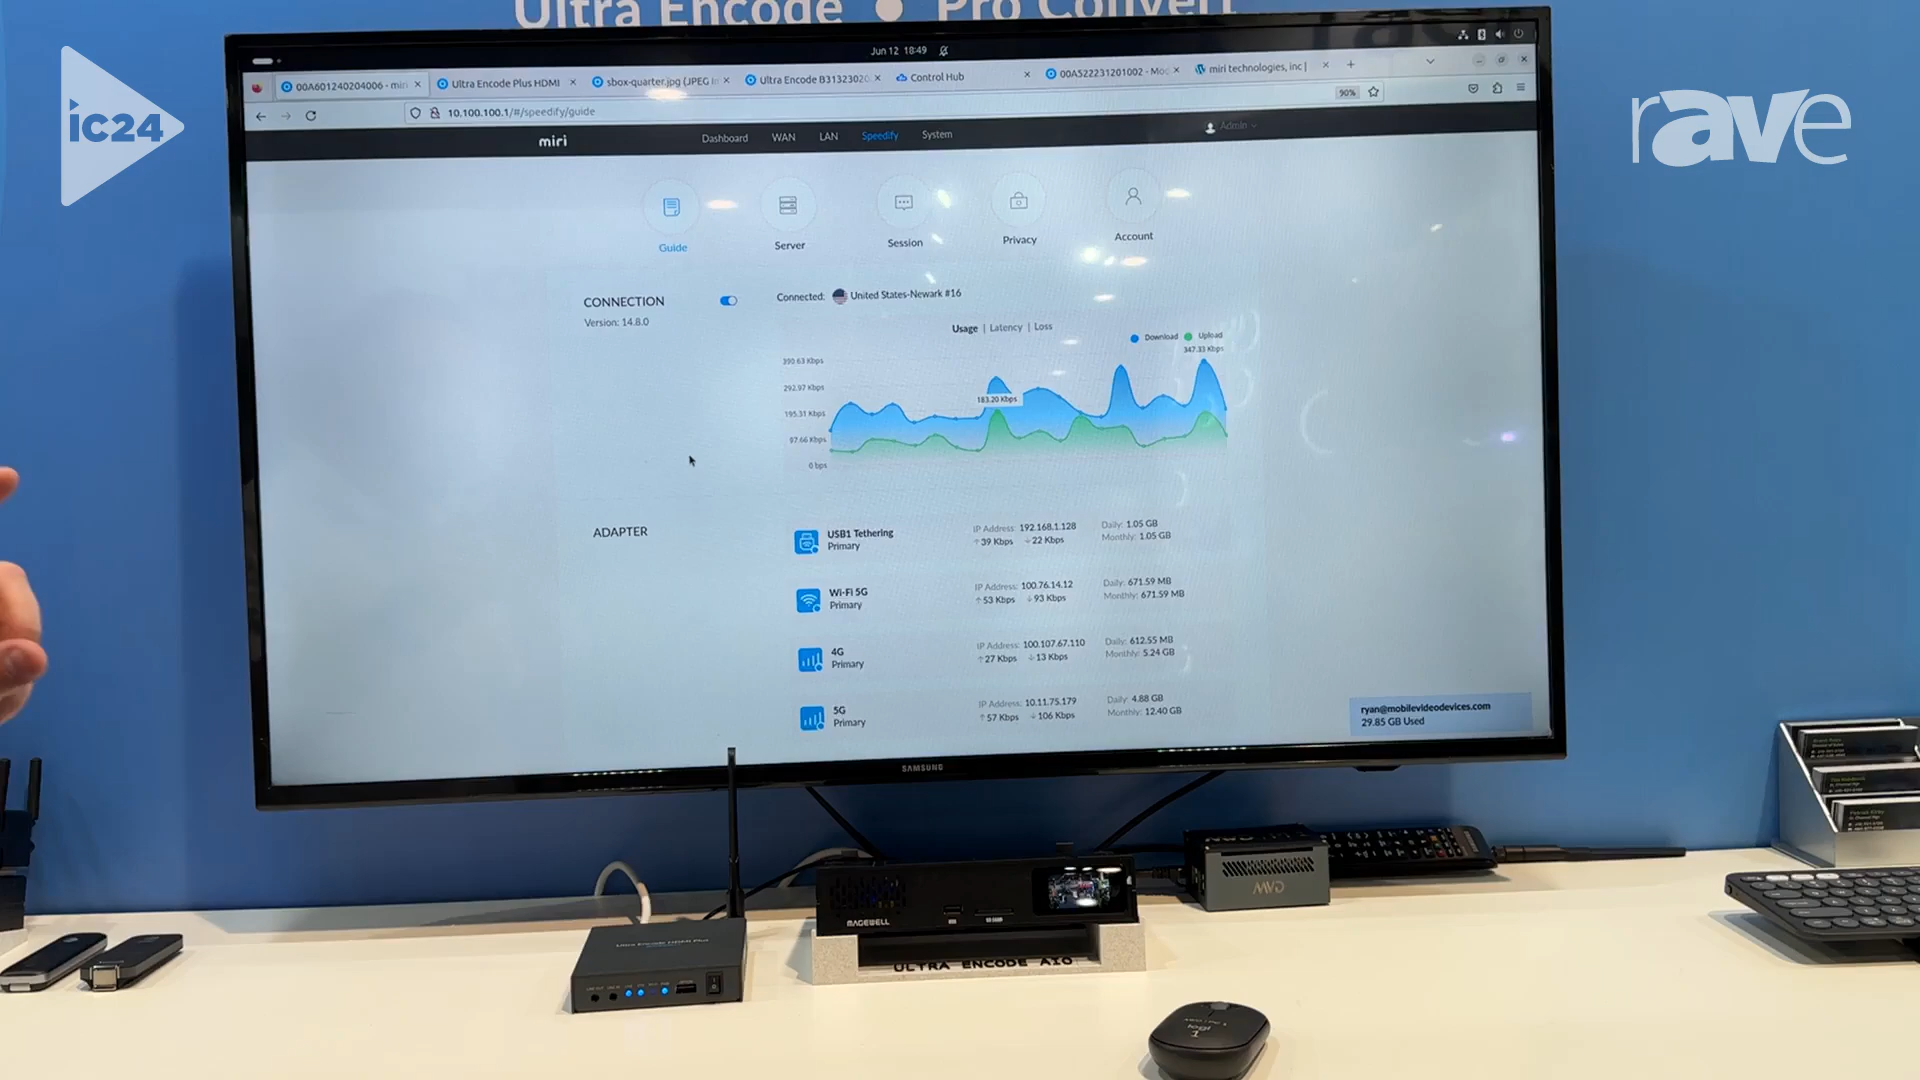 Ultra Encode • Pro Convert
ic24
rave
Jun 12 18:49
00A601240204006 - miri
Ultra Encode Plus HDMI
sbox-quarter.jpg (JPEG
Ultra Encode B3132302
Control Hub
00A522231201002 - Mo
miri technologies, inc |
10.100.100.1/#/speedify/guide
90%
miri
Dashboard WAN LAN Speedify System
Admin
Guide
Server
Session
Privacy
Account
CONNECTION
Version: 14.8.0
Connected: United States-Newark #16
Usage | Latency | Loss
Download Upload
347.33 Kbps
390.63 Kbps
292.97 Kbps
195.31 Kbps
97.66 Kbps
0 bps
183.20 Kbps
ADAPTER
USB1 Tethering
Primary
IP Address: 192.168.1.128
39 Kbps 22 Kbps
Daily: 1.05 GB
Monthly: 1.05 GB
Wi-Fi 5G
Primary
IP Address: 100.76.14.12
53 Kbps 93 Kbps
Daily: 671.59 MB
Monthly: 671.59 MB
4G
Primary
IP Address: 100.107.67.110
27 Kbps 13 Kbps
Daily: 612.55 MB
Monthly: 5.24 GB
5G
Primary
IP Address: 10.11.75.179
57 Kbps 106 Kbps
Daily: 4.88 GB
Monthly: 12.40 GB
ryan@mobilevideodevices.com
29.85 GB Used
SAMSUNG
MAGEWELL
ULTRA ENCODE AIO
Ultra Encode HDMI Plus
MVD
logi